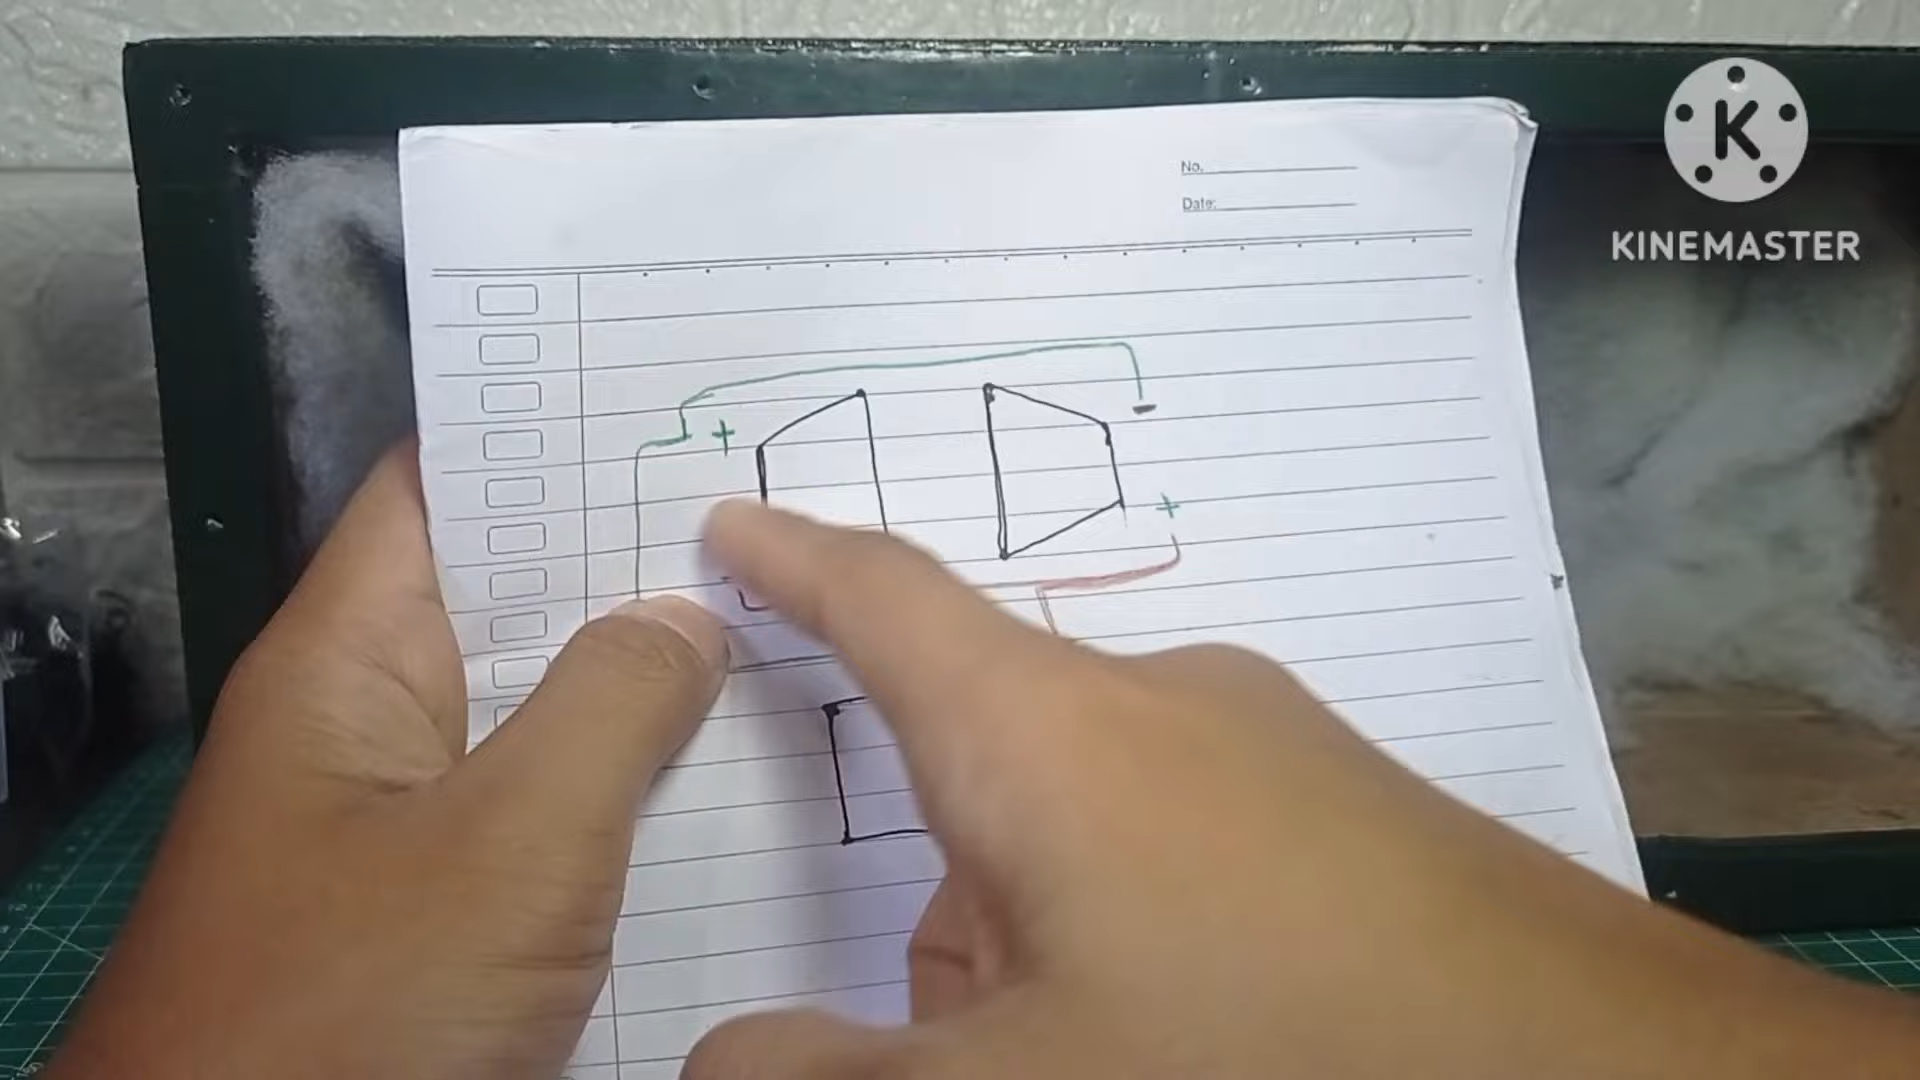 No.
Date:
K
KINEMASTER
+
-
+